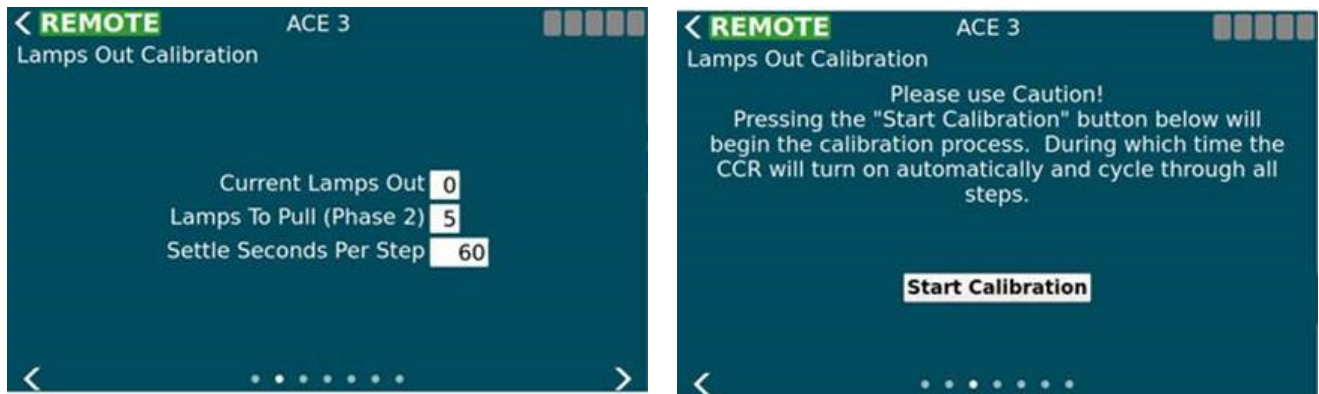 REMOTE ACE 3
Lamps Out Calibration
Current Lamps Out 0
Lamps To Pull (Phase 2) 5
Settle Seconds Per Step 60
REMOTE ACE 3
Lamps Out Calibration
Please use Caution!
Pressing the "Start Calibration" button below will
begin the calibration process. During which time the
CCR will turn on automatically and cycle through all
steps.
Start Calibration